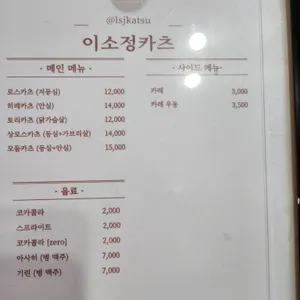 @lsjkatsu
이소정카츠
· 메인 메뉴 ·
로스카츠 (등심) 12,000
히레카츠 (안심) 14,000
토리카츠 (닭가슴살) 12,000
상로스카츠 (등심+가브리살) 14,000
모둠카츠 (등심+안심) 15,000
· 사이드 메뉴 ·
카레 3,000
카레 우동 3,500
· 음료 ·
코카콜라 2,000
스프라이트 2,000
코카콜라 [zero] 2,000
아사히 (병 맥주) 7,000
기린 (병 맥주) 7,000